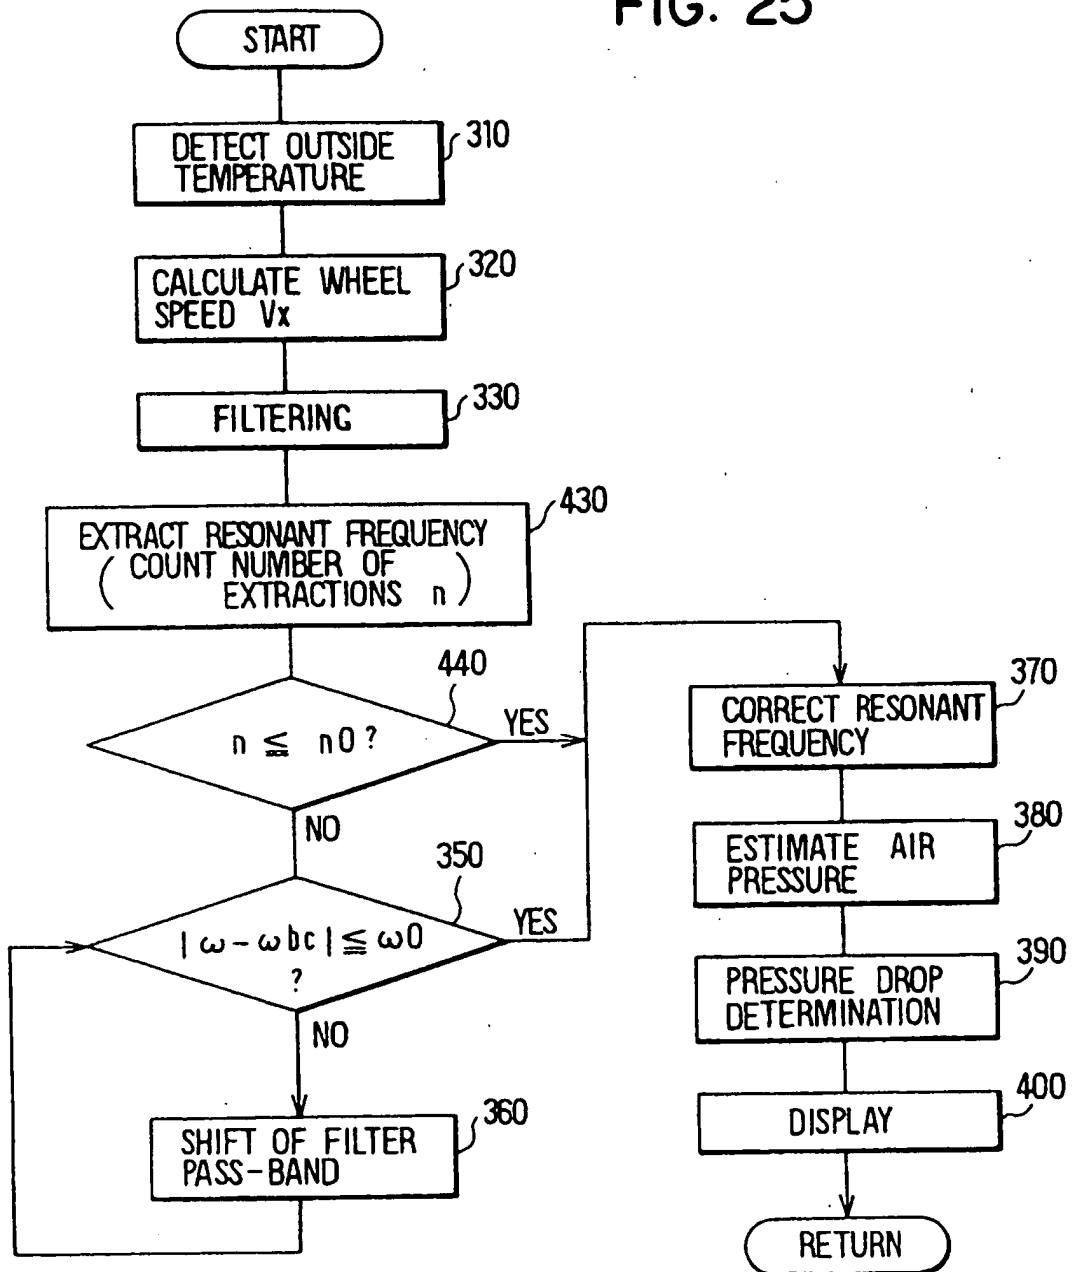 FIG. 25
START
DETECT OUTSIDE
TEMPERATURE
310
CALCULATE WHEEL
SPEED Vx
320
FILTERING
330
EXTRACT RESONANT FREQUENCY
( COUNT NUMBER OF
EXTRACTIONS n )
430
n ≦ n0 ?
440
YES
NO
| ω - ωbc | ≦ ω0
?
350
YES
NO
SHIFT OF FILTER
PASS-BAND
360
CORRECT RESONANT
FREQUENCY
370
ESTIMATE AIR
PRESSURE
380
PRESSURE DROP
DETERMINATION
390
DISPLAY
400
RETURN